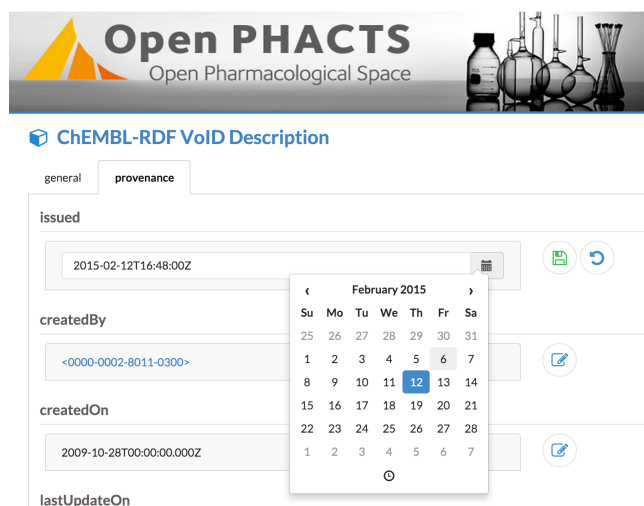 Open PHACTS
Open Pharmacological Space
ChEMBL-RDF VoID Description
general provenance
issued
2015-02-12T16:48:00Z
‹ February 2015 ›
Su Mo Tu We Th Fr Sa
25 26 27 28 29 30 31
1 2 3 4 5 6 7
8 9 10 11 12 13 14
15 16 17 18 19 20 21
22 23 24 25 26 27 28
1 2 3 4 5 6 7
createdBy
<0000-0002-8011-0300>
createdOn
2009-10-28T00:00:00.000Z
lastUpdateOn